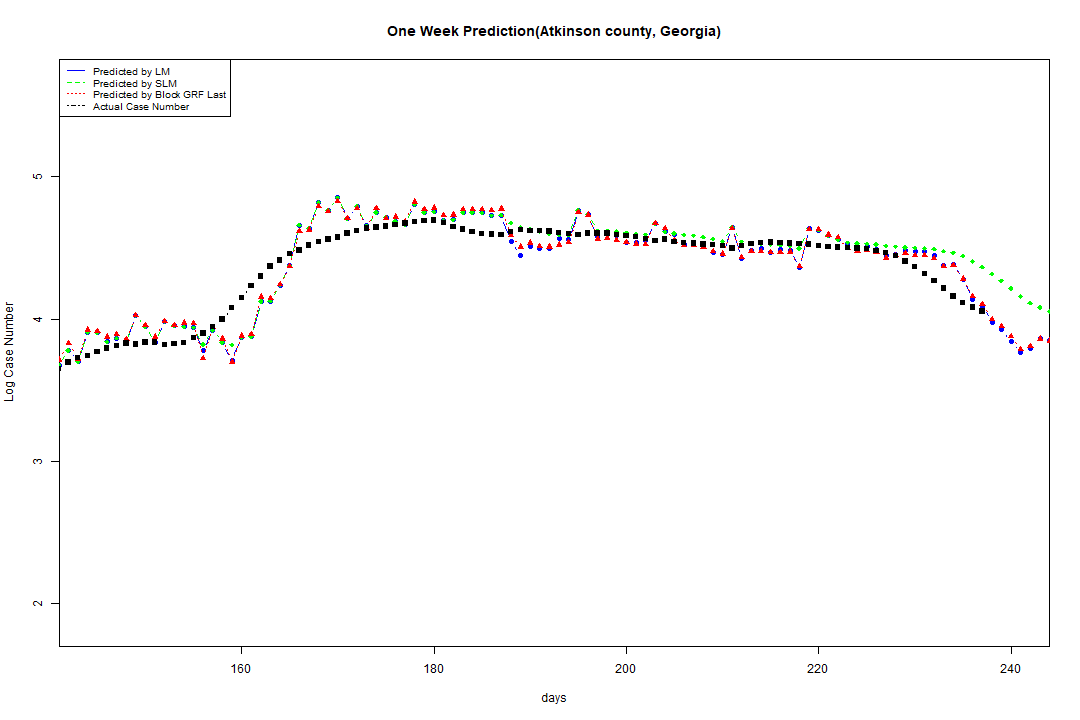 One Week Prediction(Atkinson county, Georgia)
Predicted by LM
Predicted by SLM
Predicted by Block GRF Last
Actual Case Number
5
4
3
2
Log Case Number
160 180 200 220 240
days